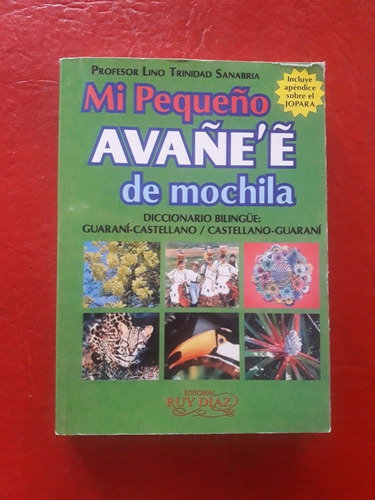 PROFESOR LINO TRINIDAD SANABRIA
Incluye
apéndice
sobre el
JOPARA
Mi Pequeño
AVAÑE'Ẽ
de mochila
DICCIONARIO BILINGÜE:
GUARANÍ-CASTELLANO / CASTELLANO-GUARANÍ
EDITORIAL
RUY DIAZ